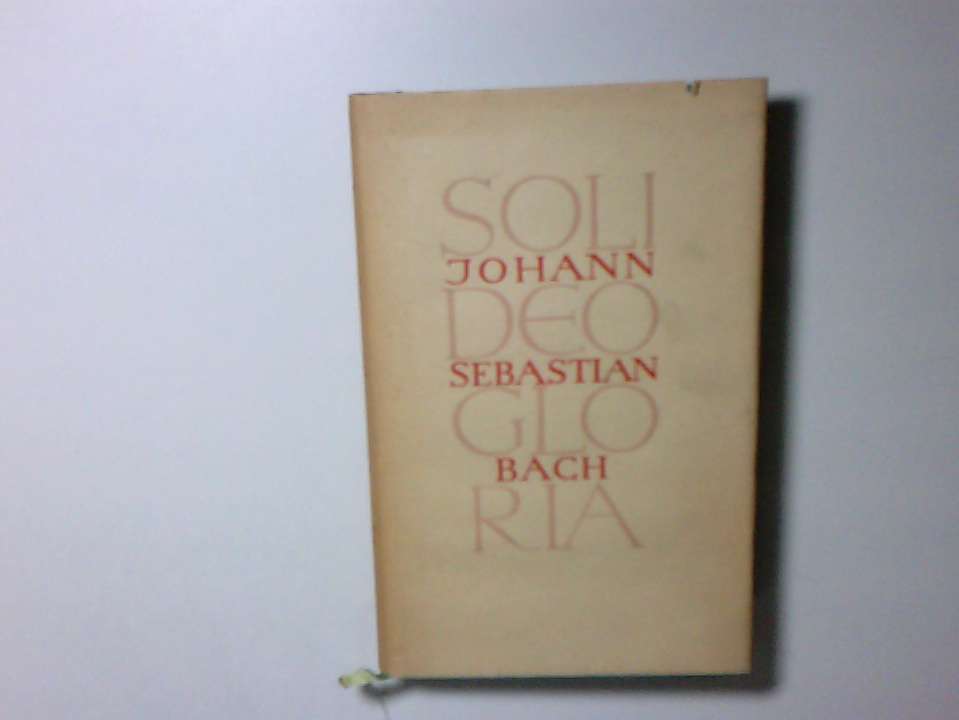 SOLI
JOHANN
DEO
SEBASTIAN
GLO
BACH
RIA